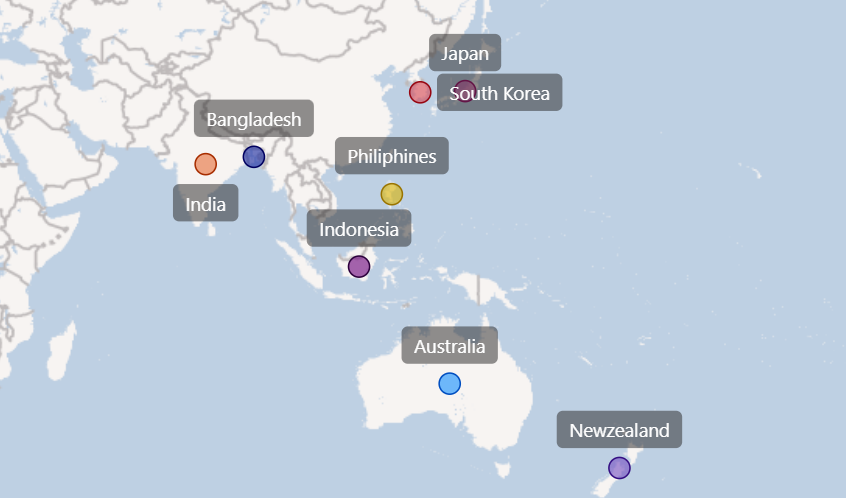 Japan
South Korea
Bangladesh
Philiphines
India
Indonesia
Australia
Newzealand